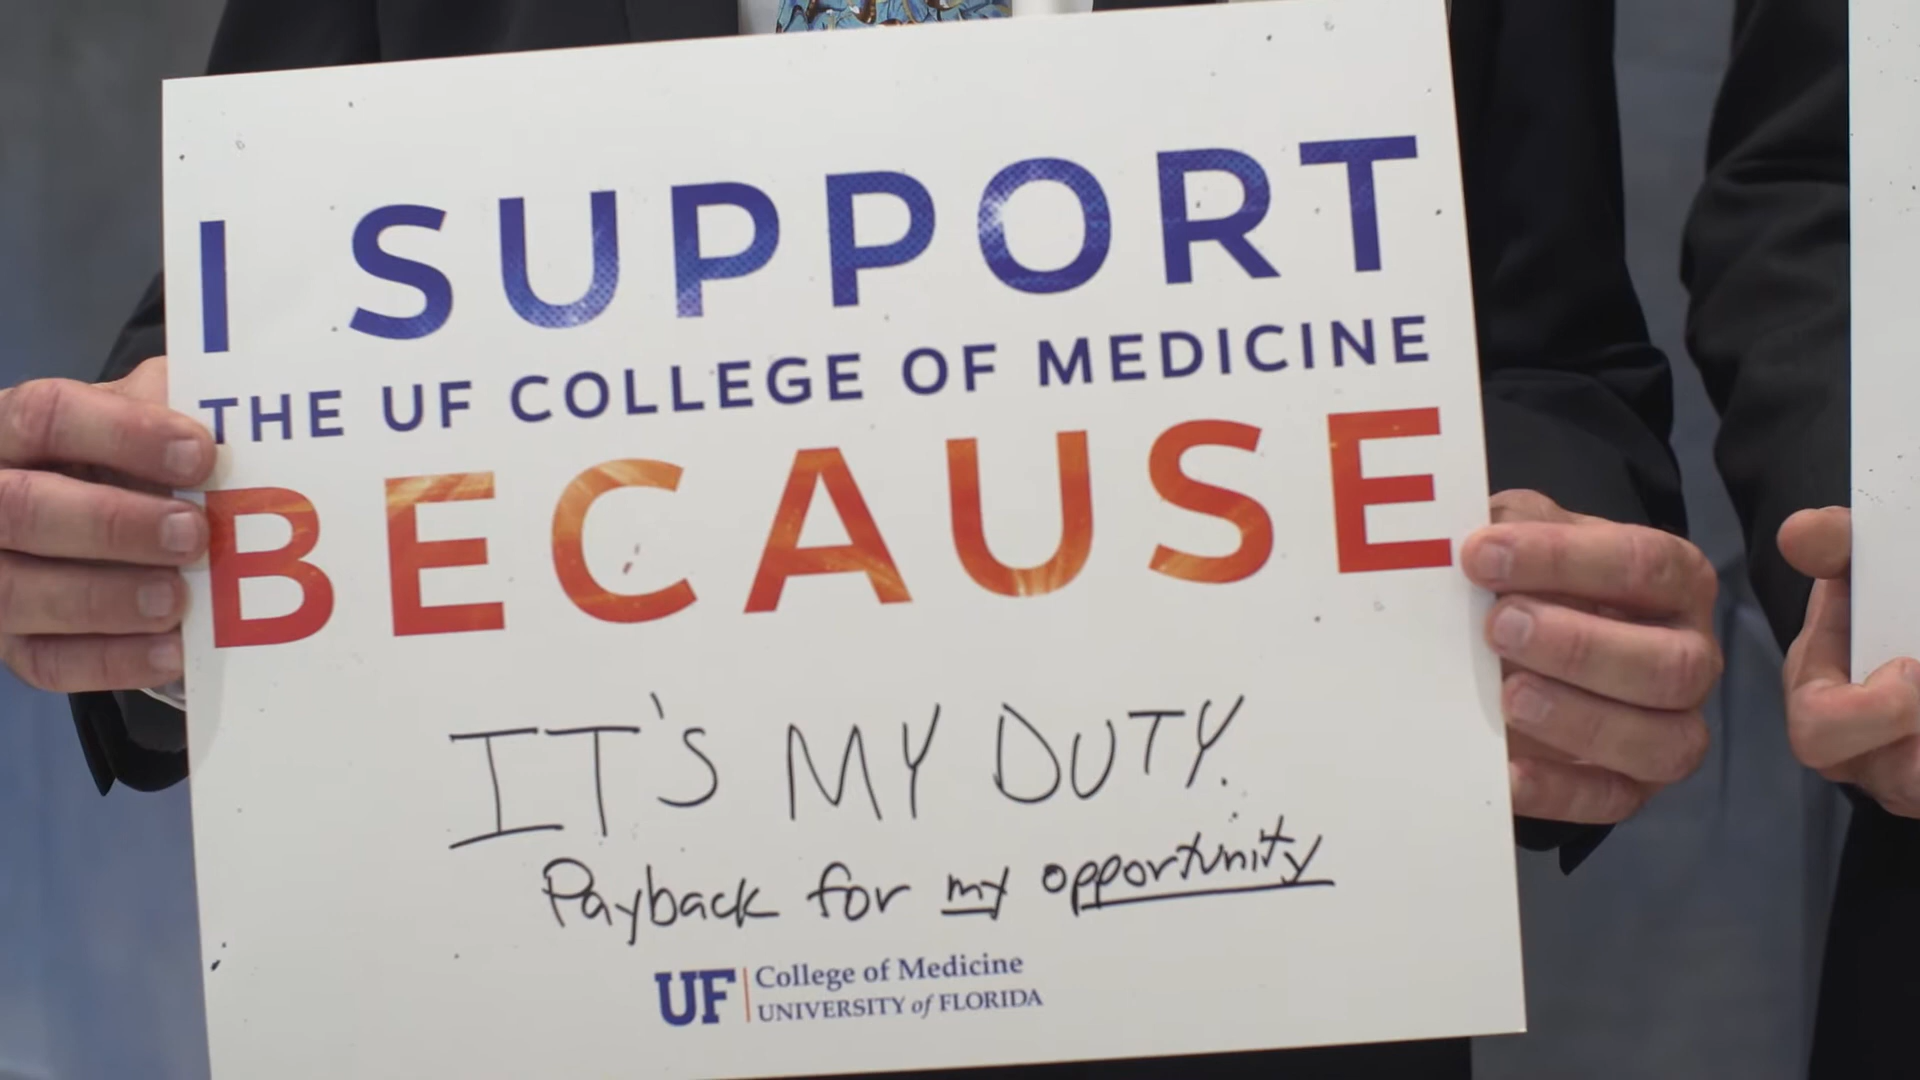 I SUPPORT
THE UF COLLEGE OF MEDICINE
BECAUSE
IT'S MY DUTY.
Payback for my opportunity
UF College of Medicine
UNIVERSITY of FLORIDA